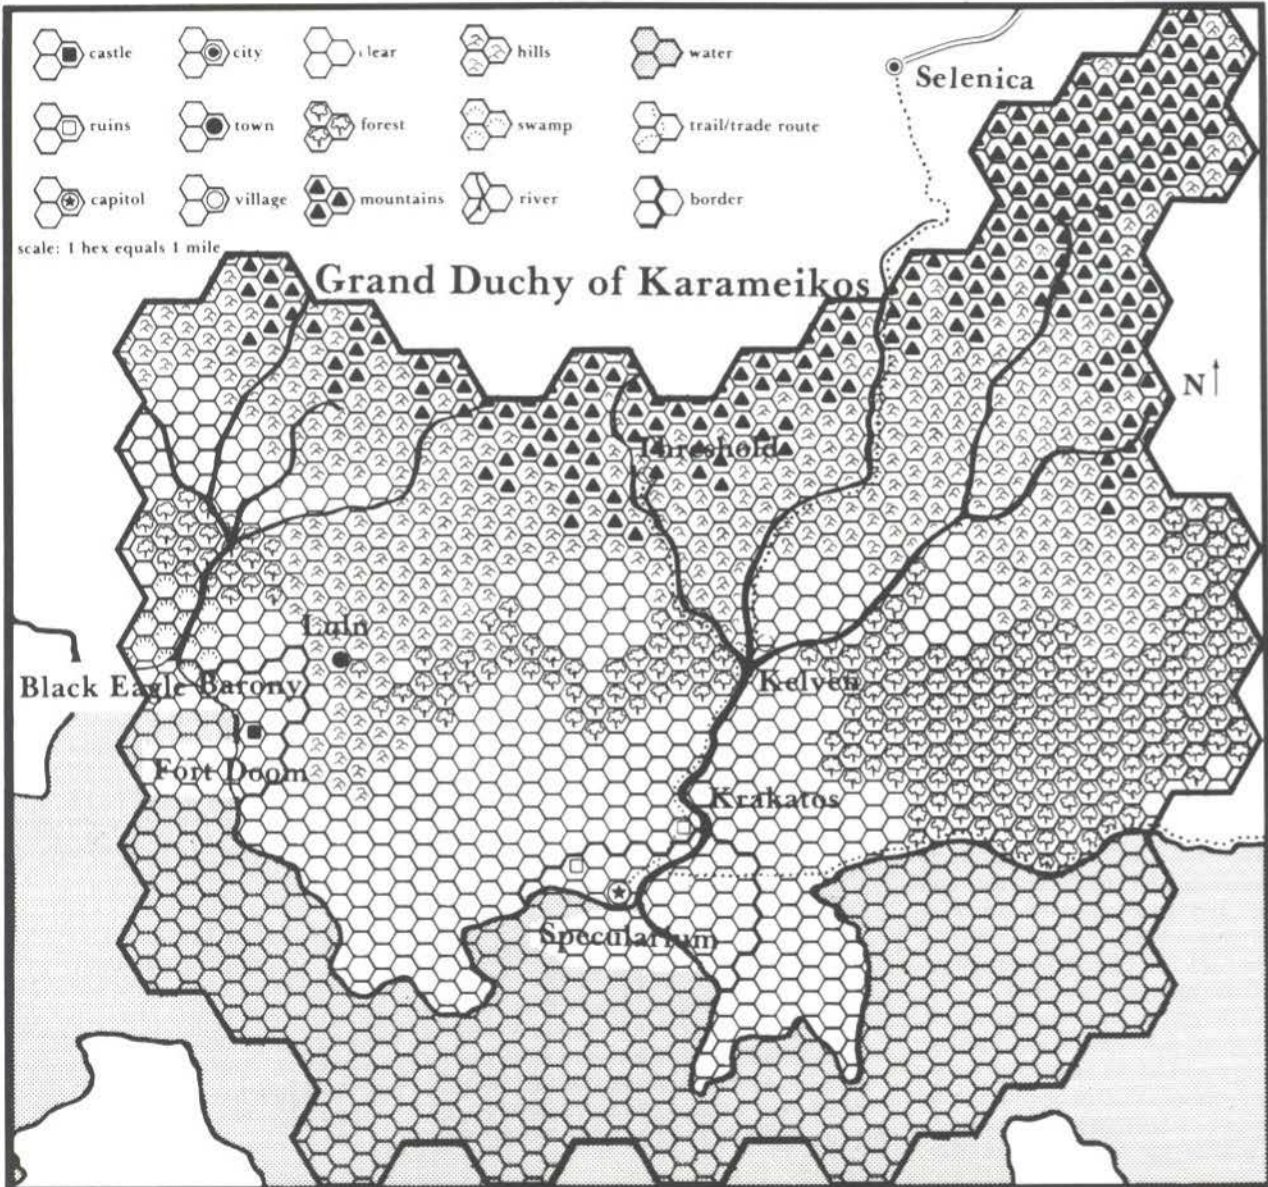 castle city clear hills water
ruins town forest swamp trail/trade route
capitol village mountains river border
scale: 1 hex equals 1 mile
Selenica
Grand Duchy of Karameikos
N
Threshold
Luln
Black Eagle Barony
Kelven
Fort Doom
Krakatos
Specularum